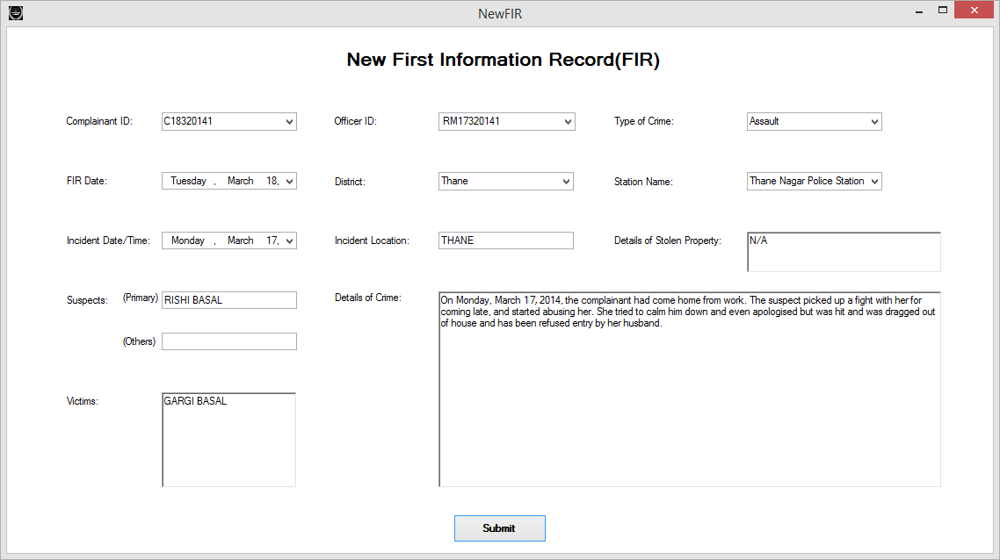 NewFIR
New First Information Record(FIR)
Complainant ID: C18320141 Officer ID: RM17320141 Type of Crime: Assault
FIR Date: Tuesday , March 18, District: Thane Station Name: Thane Nagar Police Station
Incident Date/Time: Monday , March 17, Incident Location: THANE Details of Stolen Property: N/A
Suspects: (Primary) RISHI BASAL
(Others)
Victims: GARGI BASAL
Details of Crime:
On Monday, March 17, 2014, the complainant had come home from work. The suspect picked up a fight with her for
coming late, and started abusing her. She tried to calm him down and even apologised but was hit and was dragged out
of house and has been refused entry by her husband.
Submit